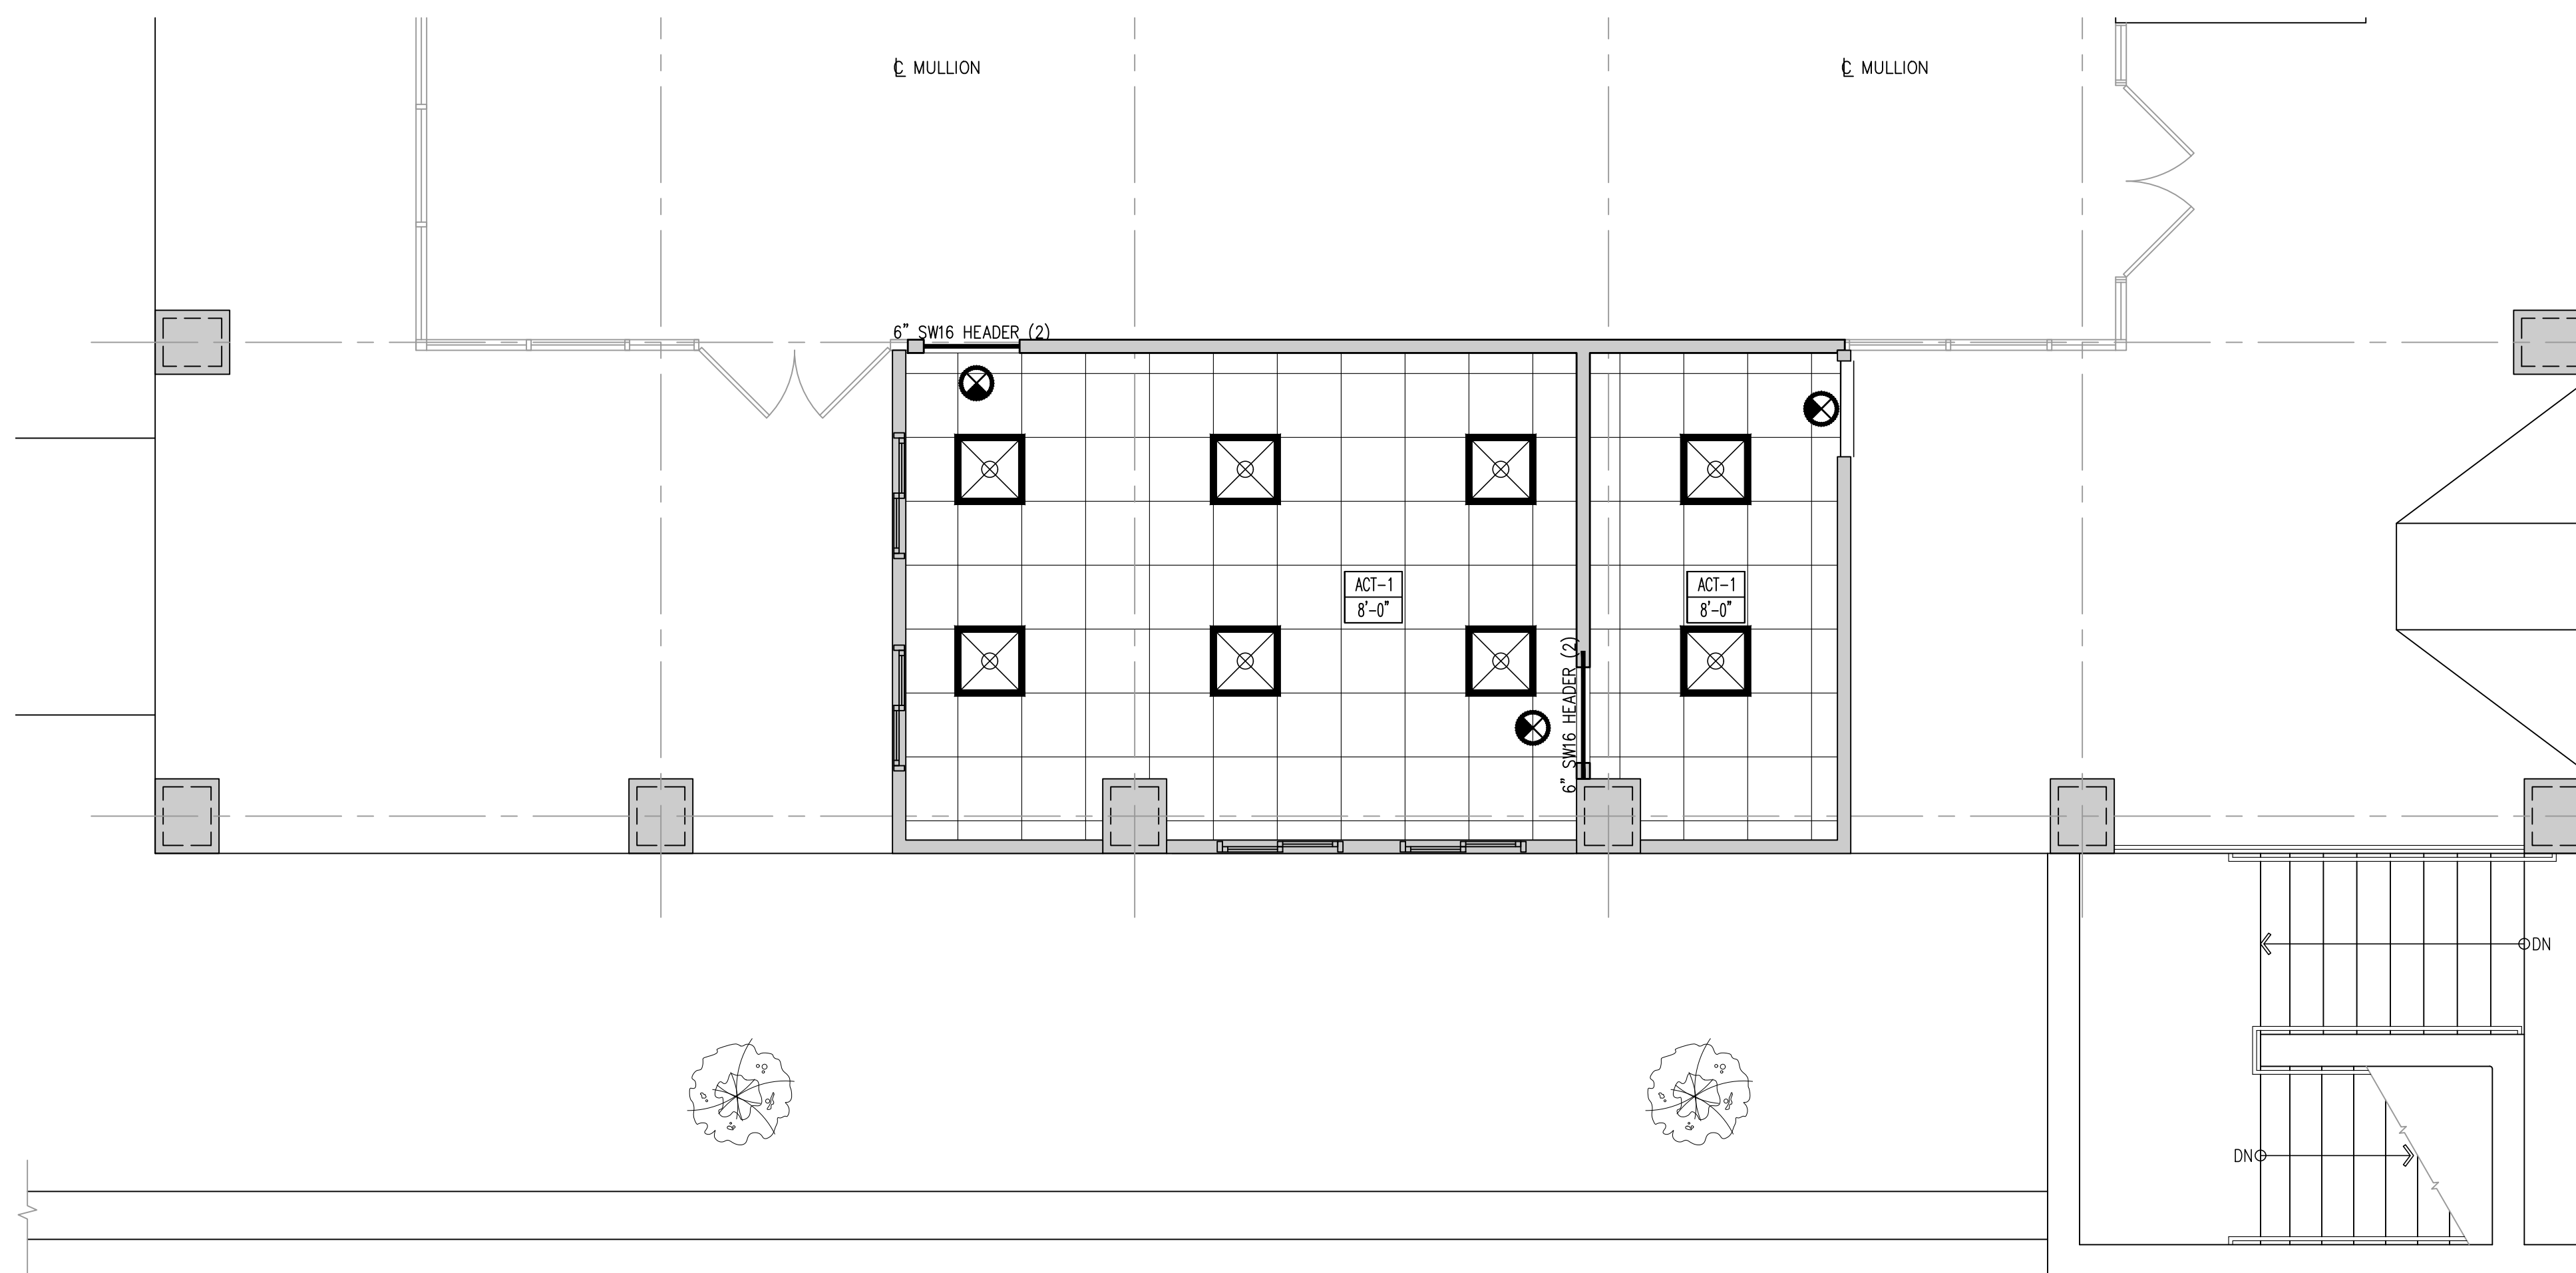 ℄ MULLION
℄ MULLION
6" SW16 HEADER (2)
ACT-1
8'-0"
ACT-1
8'-0"
6" SW16 HEADER (2)
DN
DN